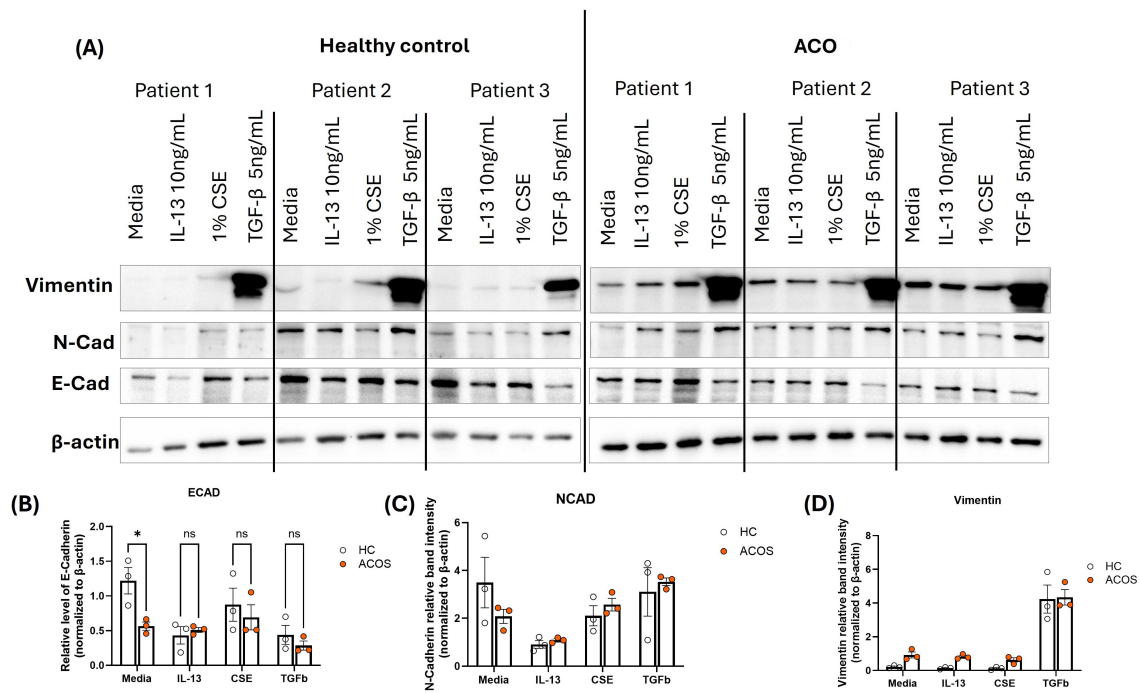 (A)
Healthy control
ACO
Patient 1
Patient 2
Patient 3
Patient 1
Patient 2
Patient 3
Media
IL-13 10ng/mL
1% CSE
TGF-β 5ng/mL
Media
IL-13 10ng/mL
1% CSE
TGF-β 5ng/mL
Media
IL-13 10ng/mL
1% CSE
TGF-β 5ng/mL
Media
IL-13 10ng/mL
1% CSE
TGF-β 5ng/mL
Media
IL-13 10ng/mL
1% CSE
TGF-β 5ng/mL
Media
IL-13 10ng/mL
1% CSE
TGF-β 5ng/mL
Vimentin
N-Cad
E-Cad
β-actin
(B)
ECAD
Relative level of E-Cadherin
(normalized to β-actin)
2.0
1.5
1.0
0.5
0.0
*
ns
ns
ns
Media
IL-13
CSE
TGFb
HC
ACOS
(C)
NCAD
N-Cadherin relative band intensity
(normalized to β-actin)
6
4
2
0
Media
IL-13
CSE
TGFb
HC
ACOS
(D)
Vimentin
Vimentin relative band intensity
(normalized to β-actin)
8
6
4
2
0
Media
IL-13
CSE
TGFb
HC
ACOS